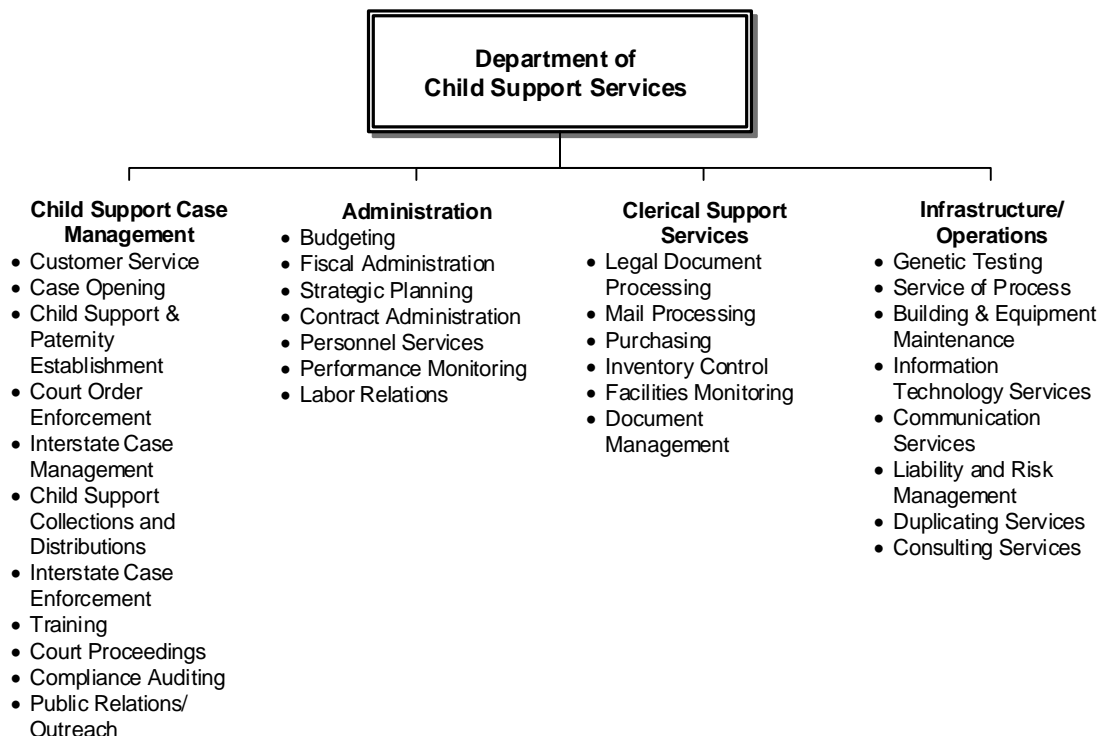 Department of
Child Support Services
Child Support Case
Management
• Customer Service
• Case Opening
• Child Support &
Paternity
Establishment
• Court Order
Enforcement
• Interstate Case
Management
• Child Support
Collections and
Distributions
• Interstate Case
Enforcement
• Training
• Court Proceedings
• Compliance Auditing
• Public Relations/
Outreach
Administration
• Budgeting
• Fiscal Administration
• Strategic Planning
• Contract Administration
• Personnel Services
• Performance Monitoring
• Labor Relations
Clerical Support
Services
• Legal Document
Processing
• Mail Processing
• Purchasing
• Inventory Control
• Facilities Monitoring
• Document
Management
Infrastructure/
Operations
• Genetic Testing
• Service of Process
• Building & Equipment
Maintenance
• Information
Technology Services
• Communication
Services
• Liability and Risk
Management
• Duplicating Services
• Consulting Services